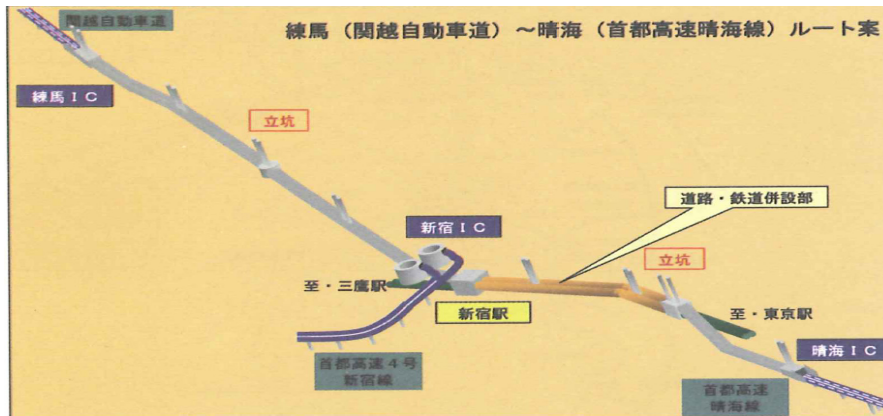 関越自動車道
練馬（関越自動車道）～晴海（首都高速晴海線）ルート案
練馬ＩＣ
立坑
道路・鉄道併設部
新宿ＩＣ
立坑
至・三鷹駅
新宿駅
至・東京駅
晴海ＩＣ
首都高速４号
新宿線
首都高速
晴海線